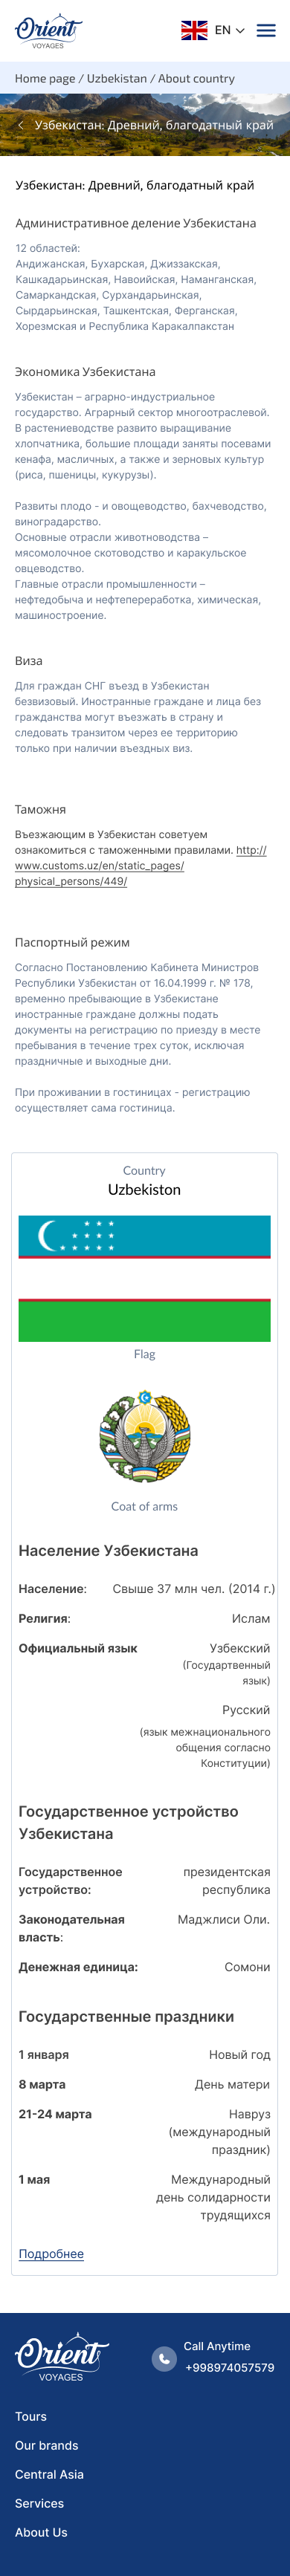 Orient
VOYAGES
EN
Home page / Uzbekistan / About country
Узбекистан: Древний, благодатный край
Узбекистан: Древний, благодатный край
Административное деление Узбекистана
12 областей:
Андижанская, Бухарская, Джиззакская,
Кашкадарьинская, Навоийская, Наманганская,
Самаркандская, Сурхандарьинская,
Сырдарьинская, Ташкентская, Ферганская,
Хорезмская и Республика Каракалпакстан
Экономика Узбекистана
Узбекистан – аграрно-индустриальное
государство. Аграрный сектор многоотраслевой.
В растениеводстве развито выращивание
хлопчатника, большие площади заняты посевами
кенафа, масличных, а также и зерновых культур
(риса, пшеницы, кукурузы).
Развиты плодо - и овощеводство, бахчеводство,
виноградарство.
Основные отрасли животноводства –
мясомолочное скотоводство и каракульское
овцеводство.
Главные отрасли промышленности –
нефтедобыча и нефтепереработка, химическая,
машиностроение.
Виза
Для граждан СНГ въезд в Узбекистан
безвизовый. Иностранные граждане и лица без
гражданства могут въезжать в страну и
следовать транзитом через ее территорию
только при наличии въездных виз.
Таможня
Въезжающим в Узбекистан советуем
ознакомиться с таможенными правилами. http://
www.customs.uz/en/static_pages/
physical_persons/449/
Паспортный режим
Согласно Постановлению Кабинета Министров
Республики Узбекистан от 16.04.1999 г. № 178,
временно пребывающие в Узбекистане
иностранные граждане должны подать
документы на регистрацию по приезду в месте
пребывания в течение трех суток, исключая
праздничные и выходные дни.
При проживании в гостиницах - регистрацию
осуществляет сама гостиница.
Country
Uzbekiston
Flag
Coat of arms
Население Узбекистана
Население: Свыше 37 млн чел. (2014 г.)
Религия: Ислам
Официальный язык Узбекский
(Государтвенный
язык)
Русский
(язык межнационального
общения согласно
Конституции)
Государственное устройство
Узбекистана
Государственное президентская
устройство: республика
Законодательная Маджлиси Оли.
власть:
Денежная единица: Сомони
Государственные праздники
1 января Новый год
8 марта День матери
21-24 марта Навруз
(международный
праздник)
1 мая Международный
день солидарности
трудящихся
Подробнее
Orient
VOYAGES
Call Anytime
+998974057579
Tours
Our brands
Central Asia
Services
About Us